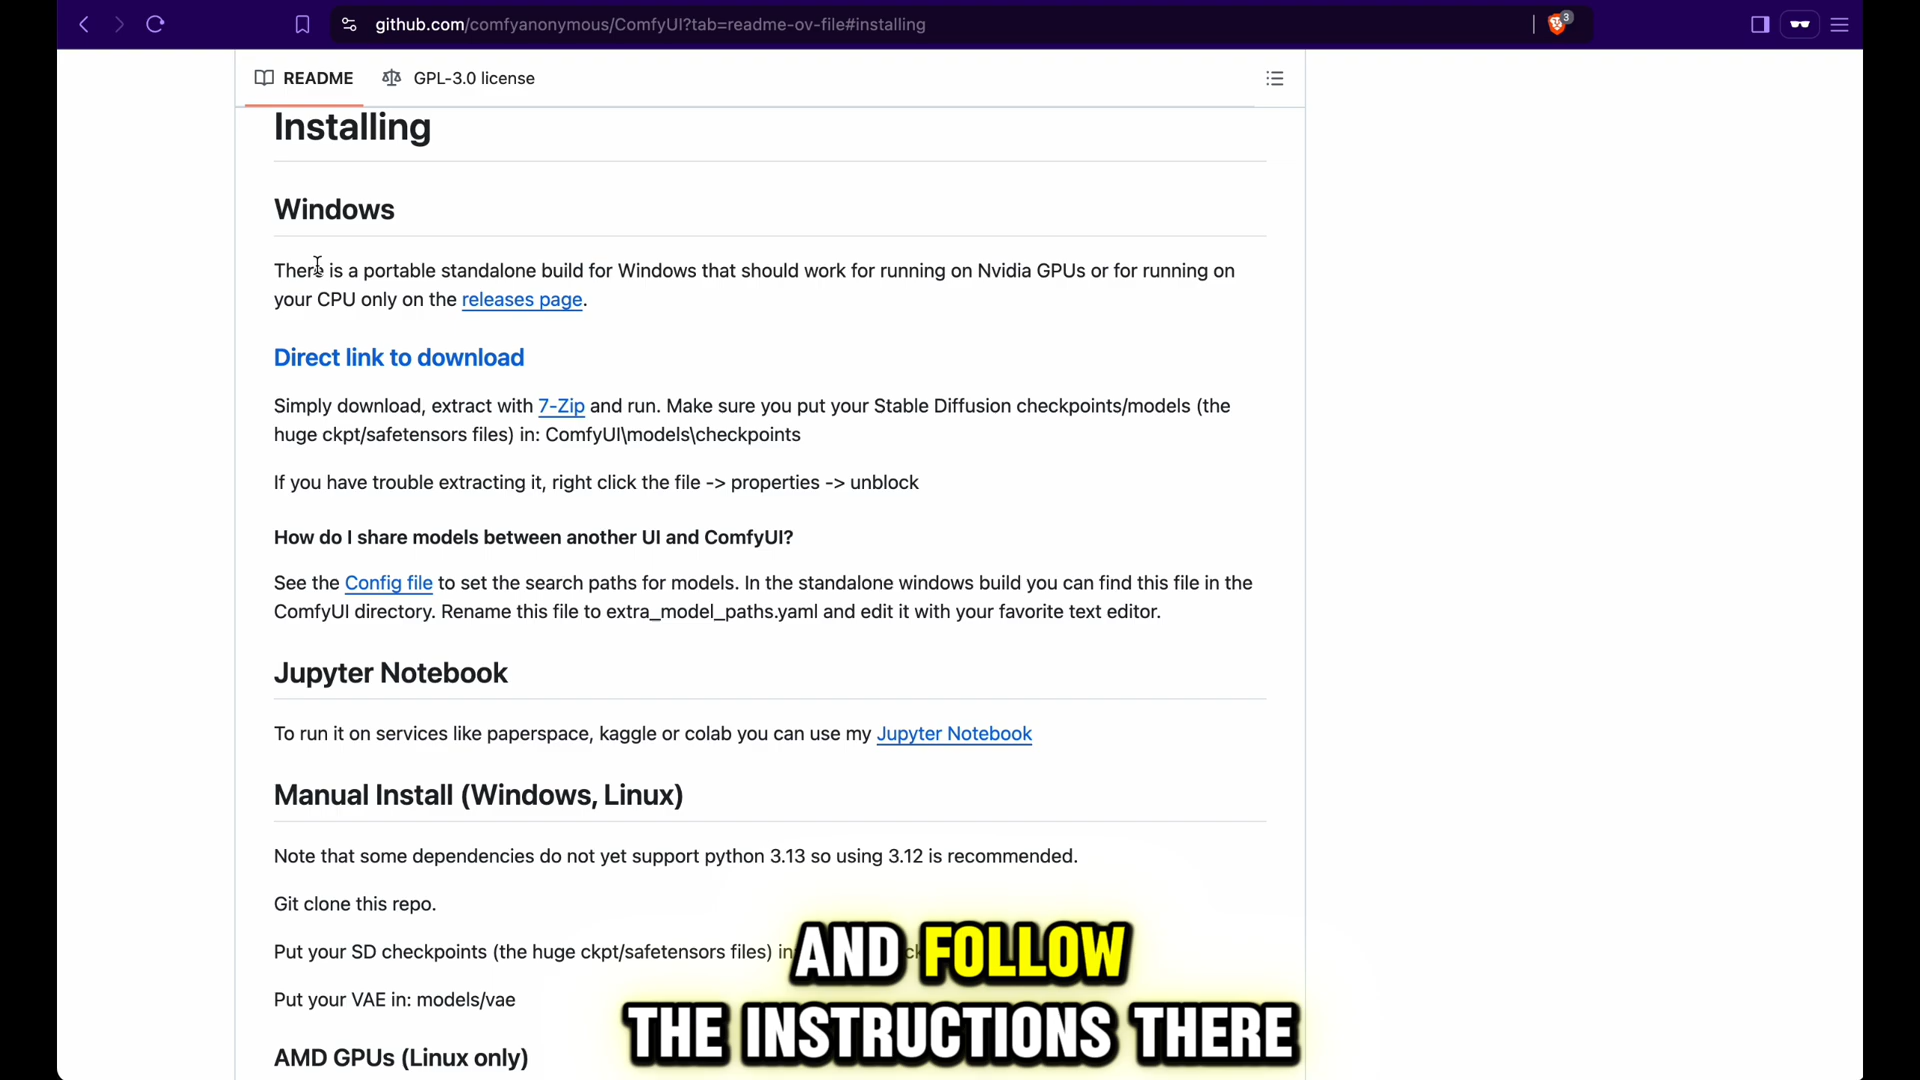 github.com/comfyanonymous/ComfyUI?tab=readme-ov-file#installing
3
README
GPL-3.0 license
Installing
Windows
There is a portable standalone build for Windows that should work for running on Nvidia GPUs or for running on
your CPU only on the releases page.
Direct link to download
Simply download, extract with 7-Zip and run. Make sure you put your Stable Diffusion checkpoints/models (the
huge ckpt/safetensors files) in: ComfyUI\models\checkpoints
If you have trouble extracting it, right click the file -> properties -> unblock
How do I share models between another UI and ComfyUI?
See the Config file to set the search paths for models. In the standalone windows build you can find this file in the
ComfyUI directory. Rename this file to extra_model_paths.yaml and edit it with your favorite text editor.
Jupyter Notebook
To run it on services like paperspace, kaggle or colab you can use my Jupyter Notebook
Manual Install (Windows, Linux)
Note that some dependencies do not yet support python 3.13 so using 3.12 is recommended.
Git clone this repo.
Put your SD checkpoints (the huge ckpt/safetensors files) in
Put your VAE in: models/vae
AMD GPUs (Linux only)
AND FOLLOW
THE INSTRUCTIONS THERE